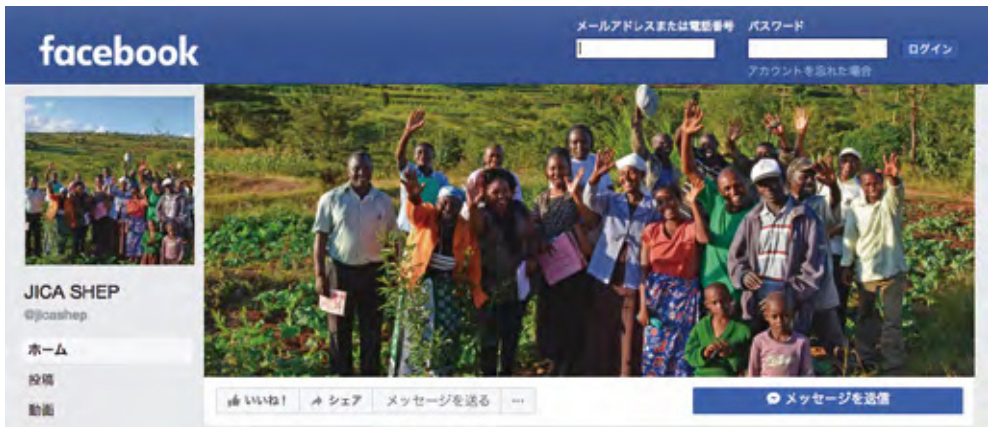 メールアドレスまたは電話番号 パスワード
facebook
ログイン
アカウントを忘れた場合
JICA SHEP
@jicashep
ホーム
投稿
動画
いいね! シェア メッセージを送る ...
メッセージを送信